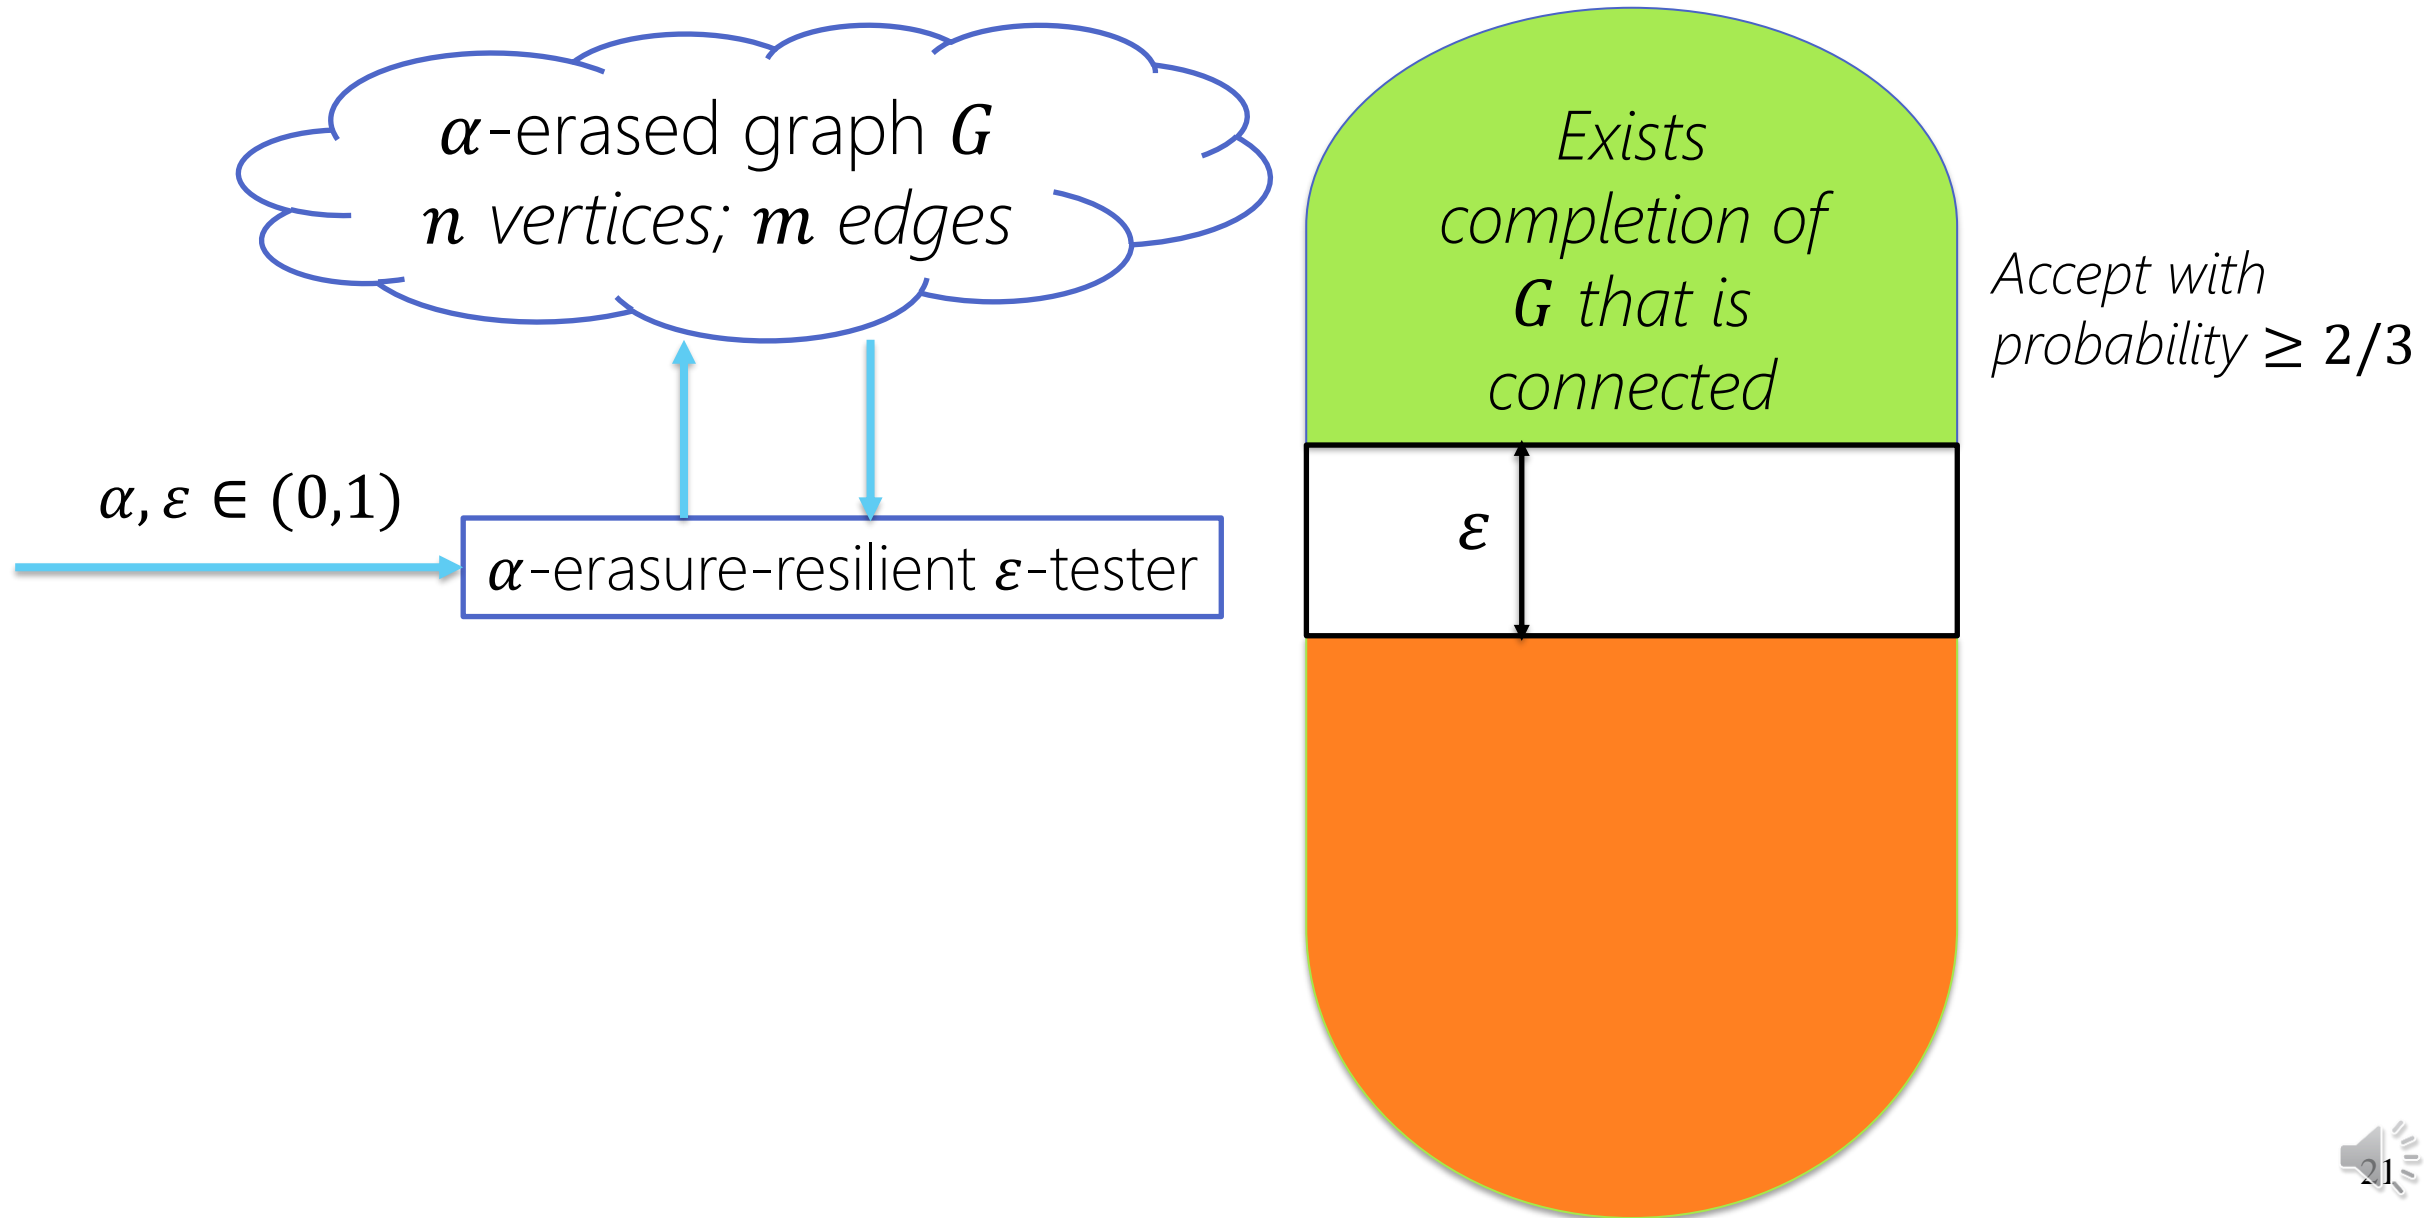 𝜶-erased graph 𝑮
𝒏 vertices; 𝒎 edges
𝛼, 𝜀 ∈ (0,1)
𝜶-erasure-resilient 𝜺-tester
Exists
completion of
𝑮 that is
connected
𝜀
Accept with
probability ≥ 2/3
21